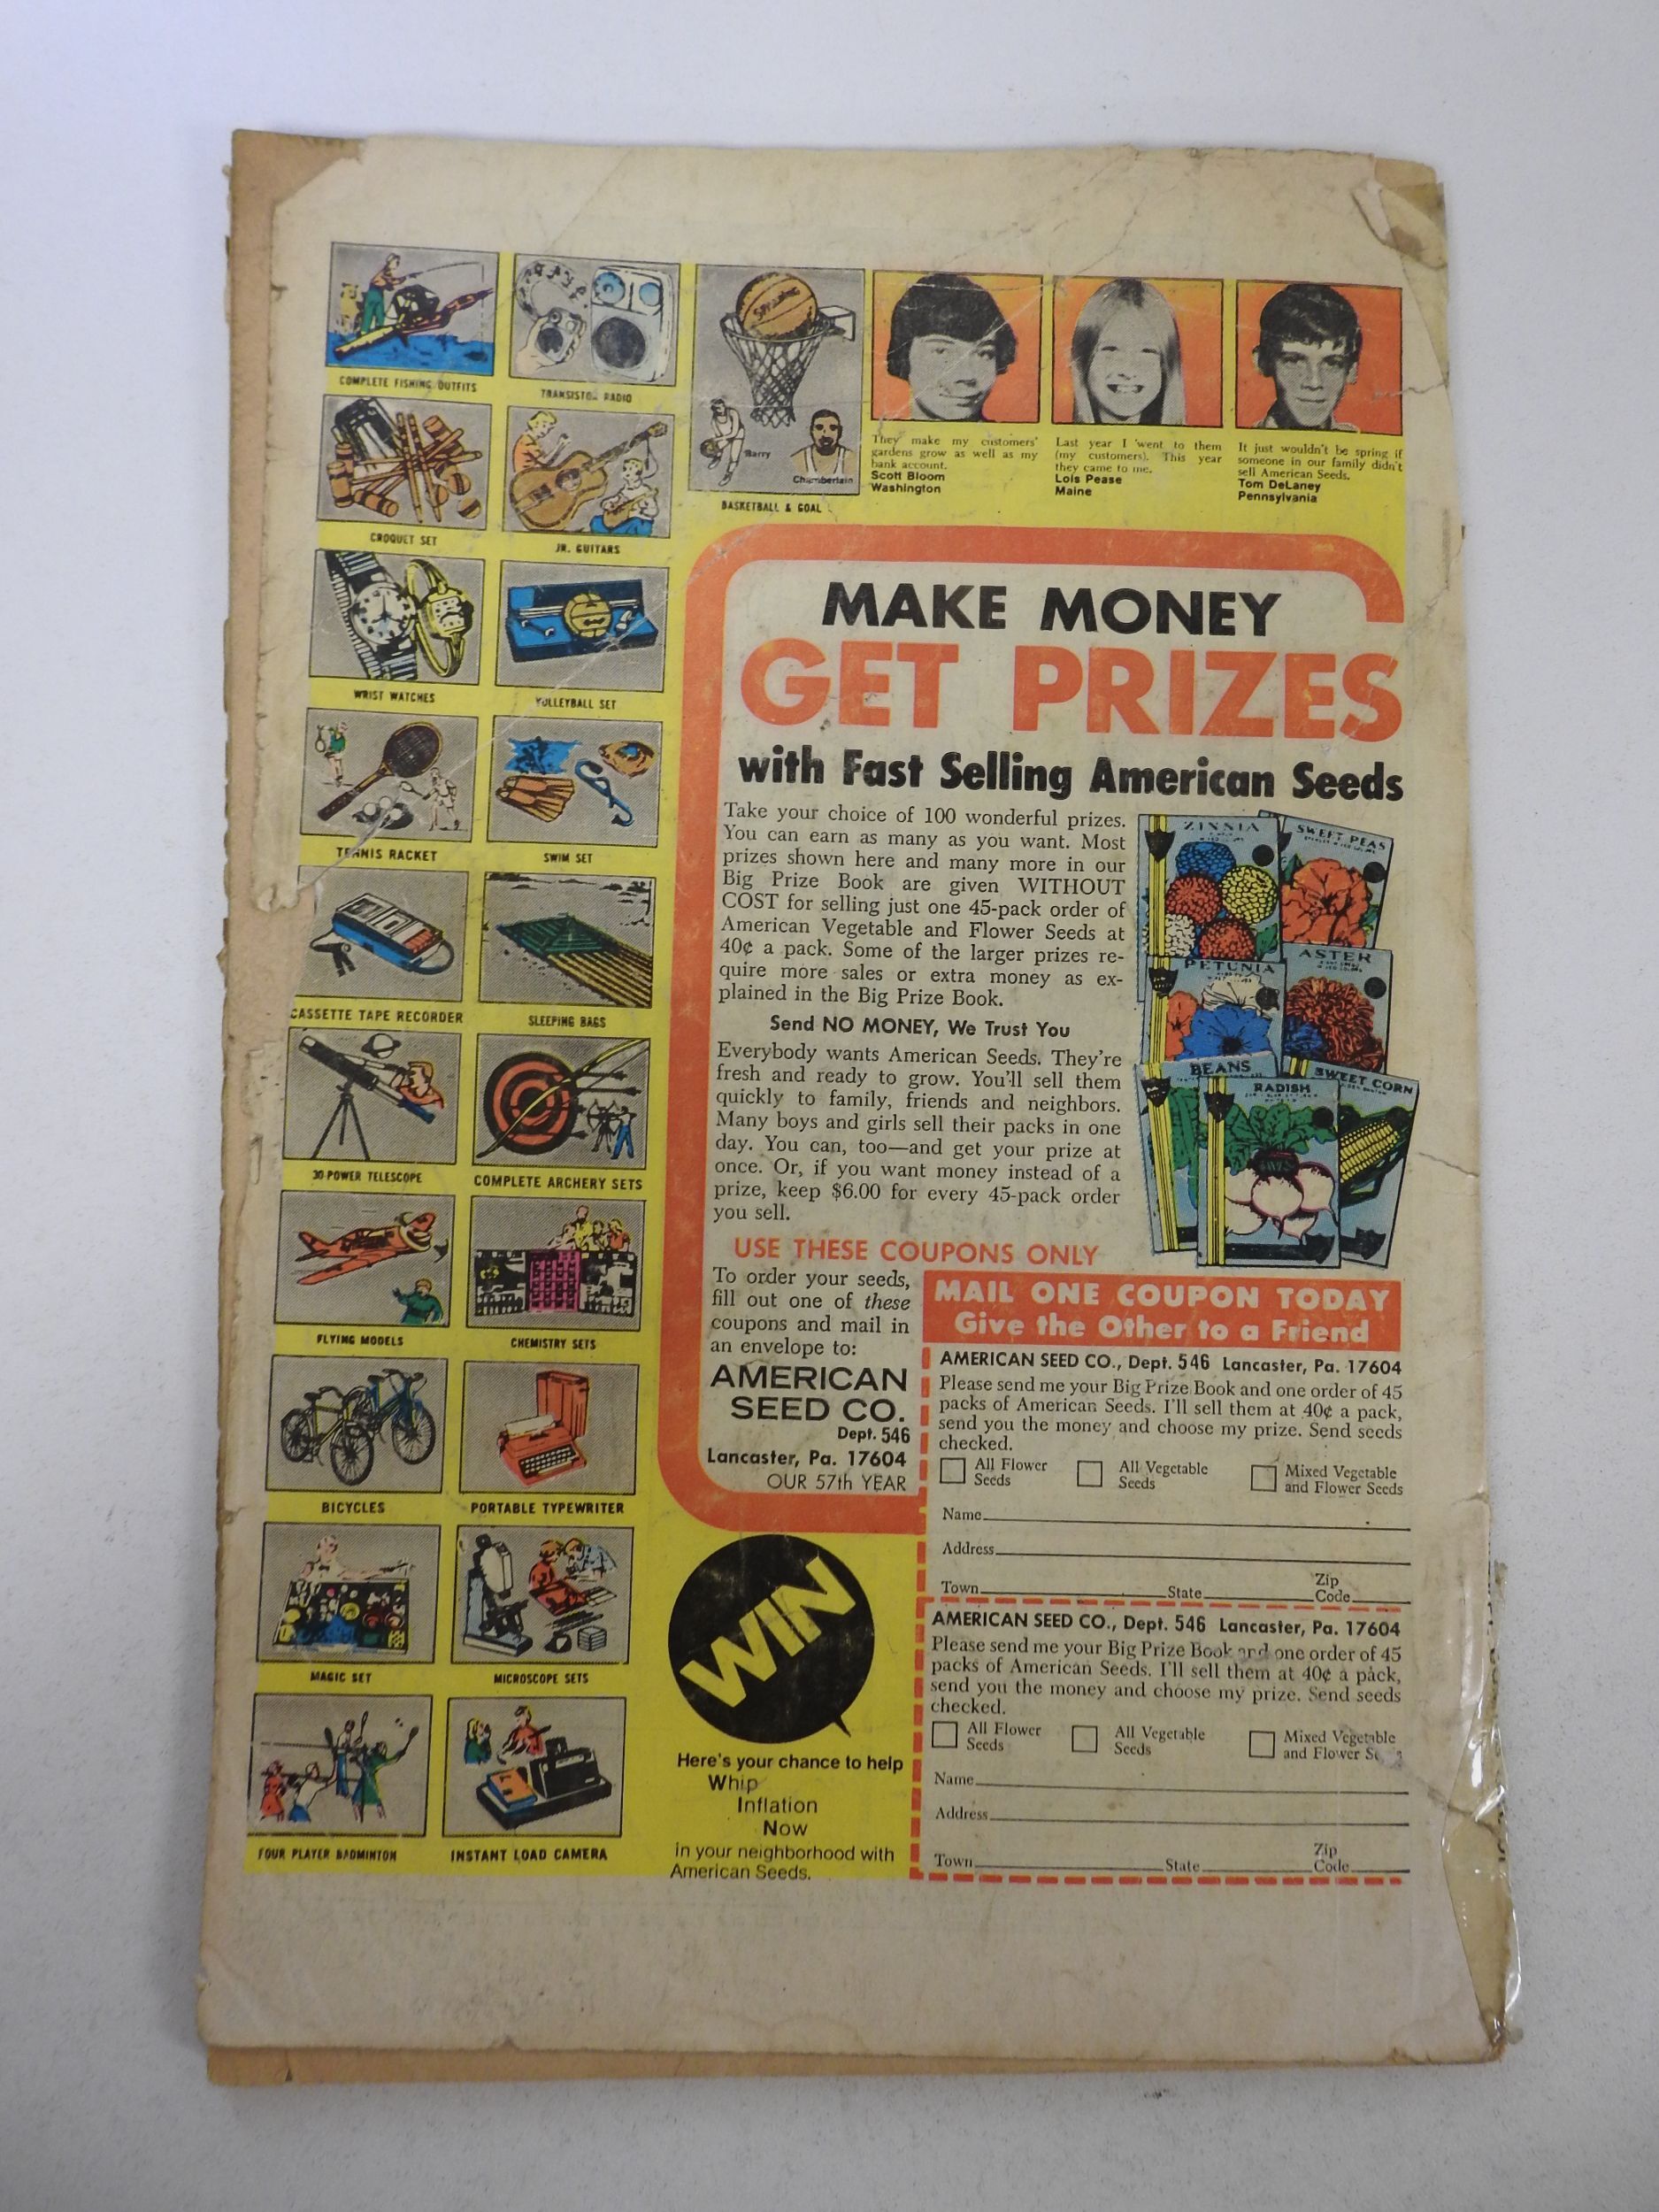 COMPLETE FISHING OUTFITS
TRANSISTOR RADIO
Spalding
Barry
Chamberlain
BASKETBALL & GOAL
CROQUET SET
JR. GUITARS
WRIST WATCHES
VOLLEYBALL SET
TENNIS RACKET
SWIM SET
CASSETTE TAPE RECORDER
SLEEPING BAGS
30 POWER TELESCOPE
COMPLETE ARCHERY SETS
FLYING MODELS
CHEMISTRY SETS
BICYCLES
PORTABLE TYPEWRITER
MAGIC SET
MICROSCOPE SETS
FOUR PLAYER BADMINTON
INSTANT LOAD CAMERA
They make my customers'
gardens grow as well as my
bank account.
Scott Bloom
Washington
Last year I went to them
(my customers). This year
they came to me.
Lois Pease
Maine
It just wouldn't be spring if
someone in our family didn't
sell American Seeds.
Tom DeLaney
Pennsylvania
MAKE MONEY
GET PRIZES
with Fast Selling American Seeds
Take your choice of 100 wonderful prizes.
You can earn as many as you want. Most
prizes shown here and many more in our
Big Prize Book are given WITHOUT
COST for selling just one 45-pack order of
American Vegetable and Flower Seeds at
40¢ a pack. Some of the larger prizes re-
quire more sales or extra money as ex-
plained in the Big Prize Book.
Send NO MONEY, We Trust You
Everybody wants American Seeds. They're
fresh and ready to grow. You'll sell them
quickly to family, friends and neighbors.
Many boys and girls sell their packs in one
day. You can, too—and get your prize at
once. Or, if you want money instead of a
prize, keep $6.00 for every 45-pack order
you sell.
ZINNIA
SWEET PEAS
PETUNIA
ASTER
BEANS
RADISH
SWEET CORN
USE THESE COUPONS ONLY
To order your seeds,
fill out one of these
coupons and mail in
an envelope to:
AMERICAN
SEED CO.
Dept. 546
Lancaster, Pa. 17604
OUR 57th YEAR
MAIL ONE COUPON TODAY
Give the Other to a Friend
AMERICAN SEED CO., Dept. 546 Lancaster, Pa. 17604
Please send me your Big Prize Book and one order of 45
packs of American Seeds. I'll sell them at 40¢ a pack,
send you the money and choose my prize. Send seeds
checked.
All Flower Seeds
All Vegetable Seeds
Mixed Vegetable and Flower Seeds
Name
Address
Town State Zip Code
AMERICAN SEED CO., Dept. 546 Lancaster, Pa. 17604
Please send me your Big Prize Book and one order of 45
packs of American Seeds. I'll sell them at 40¢ a pack,
send you the money and choose my prize. Send seeds
checked.
All Flower Seeds
All Vegetable Seeds
Mixed Vegetable and Flower
Name
Address
Town State Zip Code
WIN
Here's your chance to help
Whip
Inflation
Now
in your neighborhood with
American Seeds.